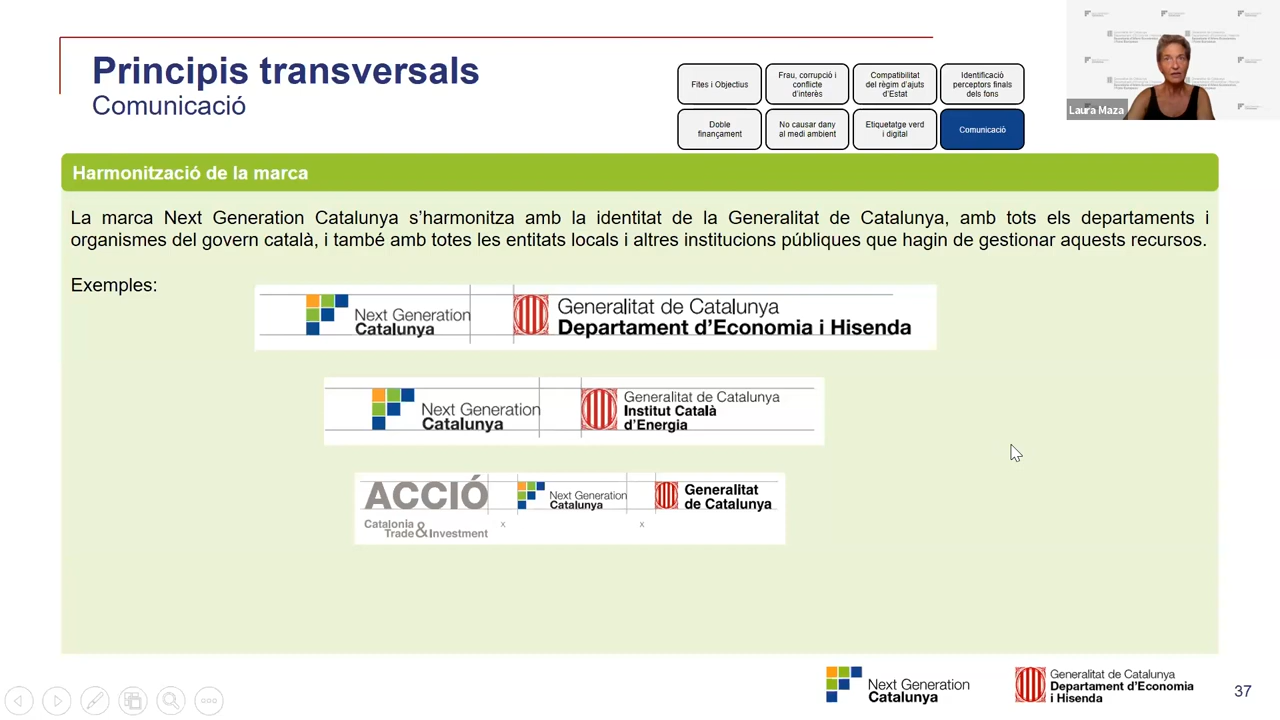 Principis transversals
Comunicació
Fites i Objectius
Frau, corrupció i
conflicte
d'interès
Compatibilitat
del règim d'ajuts
d'Estat
Identificació
perceptors finals
dels fons
Doble
finançament
No causar dany
al medi ambient
Etiquetatge verd
i digital
Comunicació
Laura Maza
Harmonització de la marca
La marca Next Generation Catalunya s'harmonitza amb la identitat de la Generalitat de Catalunya, amb tots els departaments i
organismes del govern català, i també amb totes les entitats locals i altres institucions públiques que hagin de gestionar aquests recursos.
Exemples:
Next Generation
Catalunya
Generalitat de Catalunya
Departament d'Economia i Hisenda
Next Generation
Catalunya
Generalitat de Catalunya
Institut Català
d'Energia
ACCIÓ
Catalonia
Trade & Investment
x
Next Generation
Catalunya
x
Generalitat
de Catalunya
Next Generation
Catalunya
Generalitat de Catalunya
Departament d'Economia
i Hisenda
37